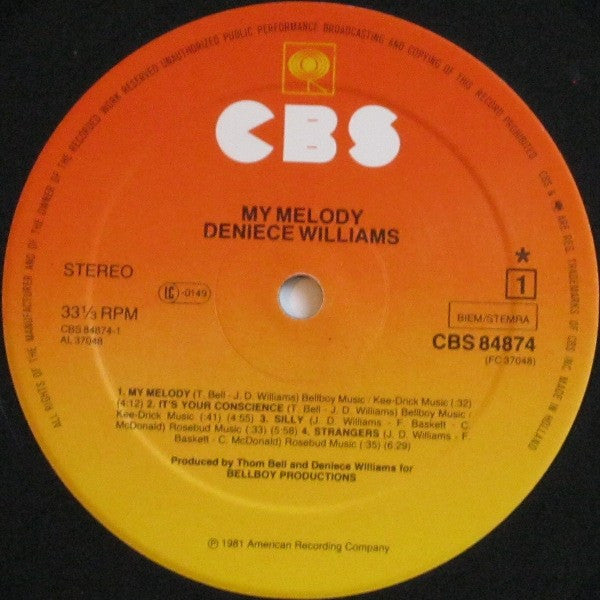 ALL RIGHTS OF THE MANUFACTURER AND OF THE OWNER OF THE RECORDED WORK RESERVED UNAUTHORIZED PUBLIC PERFORMANCE BROADCASTING AND COPYING OF THIS RECORD PROHIBITED
CBS & ARE REG. TRADEMARKS OF CBS INC. MADE IN HOLLAND
CBS
MY MELODY
DENIECE WILLIAMS
STEREO
IC -0149
* 1
33⅓ RPM
BIEM/STEMRA
CBS 84874-1
CBS 84874
AL 37048
(FC 37048)
1. MY MELODY (T. Bell - J. D. Williams) Bellboy Music / Kee-Drick Music (:32)
(4:12) 2. IT'S YOUR CONSCIENCE (T. Bell - J. D. Williams) Bellboy Music /
Kee-Drick Music (:41) (4:55) 3. SILLY (J. D. Williams - F. Baskett - C.
McDonald) Rosebud Music (:33) (5:58) 4. STRANGERS (J. D. Williams - F.
Baskett - C. McDonald) Rosebud Music (:35) (6:29)
Produced by Thom Bell and Deniece Williams for
BELLBOY PRODUCTIONS
℗ 1981 American Recording Company